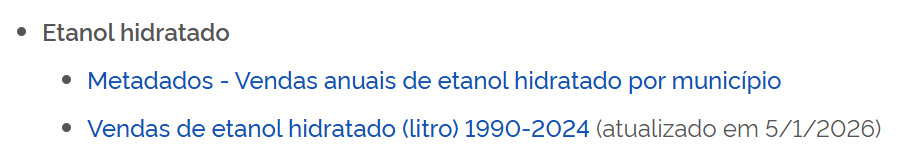 Etanol hidratado
Metadados - Vendas anuais de etanol hidratado por município
Vendas de etanol hidratado (litro) 1990-2024 (atualizado em 5/1/2026)